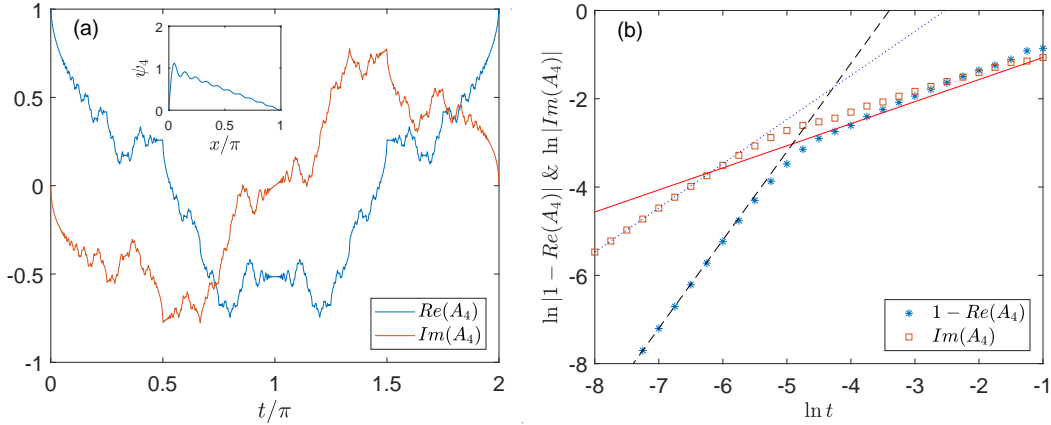 (a)
1
0.5
0
-0.5
-1
0
0.5
1
1.5
2
t/π
ψ4
2
1
0
0
0.5
1
x/π
Re(A4)
Im(A4)
(b)
ln |1 − Re(A4)| & ln |Im(A4)|
-0
-2
-4
-6
-8
-8
-7
-6
-5
-4
-3
-2
-1
ln t
1 − Re(A4)
Im(A4)